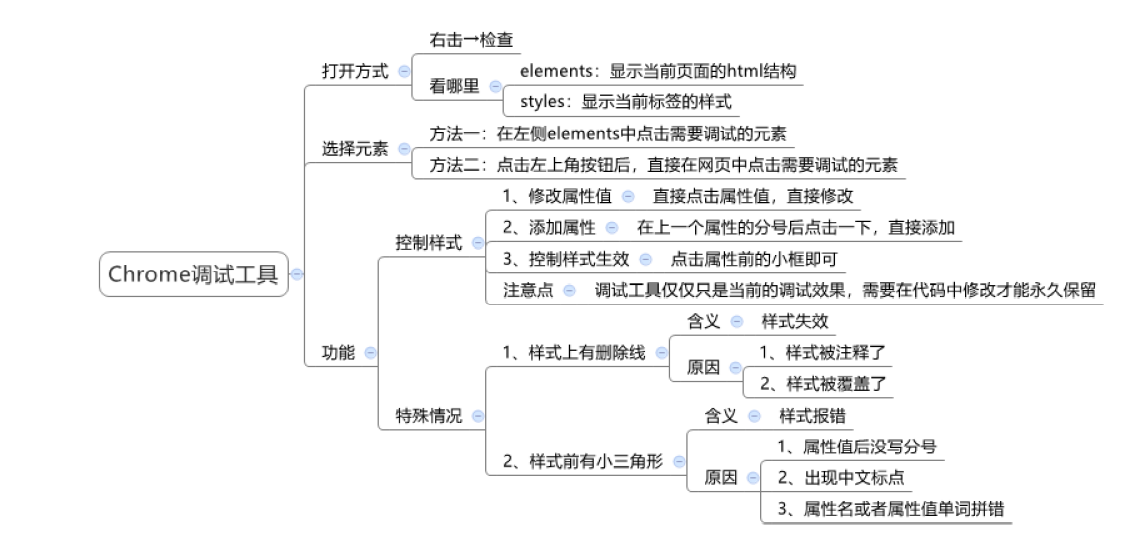 Chrome调试工具
打开方式
右击→检查
看哪里
elements：显示当前页面的html结构
styles：显示当前标签的样式
选择元素
方法一：在左侧elements中点击需要调试的元素
方法二：点击左上角按钮后，直接在网页中点击需要调试的元素
功能
控制样式
1、修改属性值
直接点击属性值，直接修改
2、添加属性
在上一个属性的分号后点击一下，直接添加
3、控制样式生效
点击属性前的小框即可
注意点
调试工具仅仅只是当前的调试效果，需要在代码中修改才能永久保留
特殊情况
1、样式上有删除线
含义
样式失效
原因
1、样式被注释了
2、样式被覆盖了
2、样式前有小三角形
含义
样式报错
原因
1、属性值后没写分号
2、出现中文标点
3、属性名或者属性值单词拼错